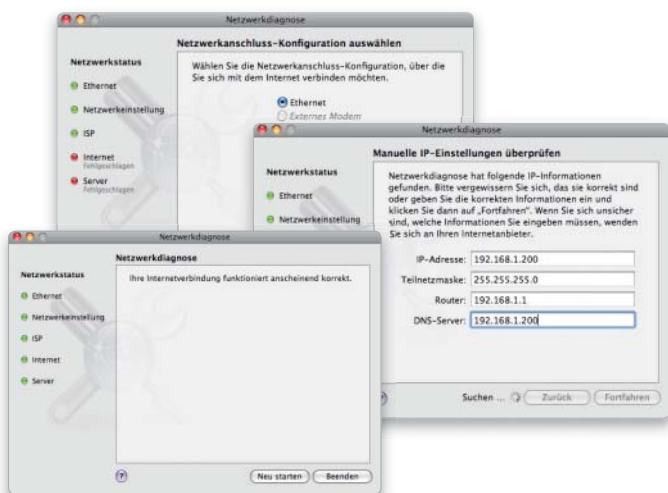 Netzwerkdiagnose
Netzwerkanschluss-Konfiguration auswählen
Netzwerkstatus
Ethernet
Netzwerkeinstellung
ISP
Internet
Fehlgeschlagen
Server
Fehlgeschlagen
Wählen Sie die Netzwerkanschluss-Konfiguration, über die
Sie sich mit dem Internet verbinden möchten.
Ethernet
Externes Modem
Netzwerkdiagnose
Manuelle IP-Einstellungen überprüfen
Netzwerkstatus
Ethernet
Netzwerkeinstellung
Netzwerkdiagnose hat folgende IP-Informationen
gefunden. Bitte vergewissern Sie sich, das sie korrekt sind
oder geben Sie die korrekten Informationen ein und
klicken Sie dann auf „Fortfahren“. Wenn Sie sich unsicher
sind, welche Informationen Sie eingeben müssen, wenden
Sie sich an Ihren Internetanbieter.
IP-Adresse: 192.168.1.200
Teilnetzmaske: 255.255.255.0
Router: 192.168.1.1
DNS-Server: 192.168.1.200
Suchen ... Zurück Fortfahren
Netzwerkdiagnose
Netzwerkdiagnose
Netzwerkstatus
Ethernet
Netzwerkeinstellung
ISP
Internet
Server
Ihre Internetverbindung funktioniert anscheinend korrekt.
? Neu starten Beenden